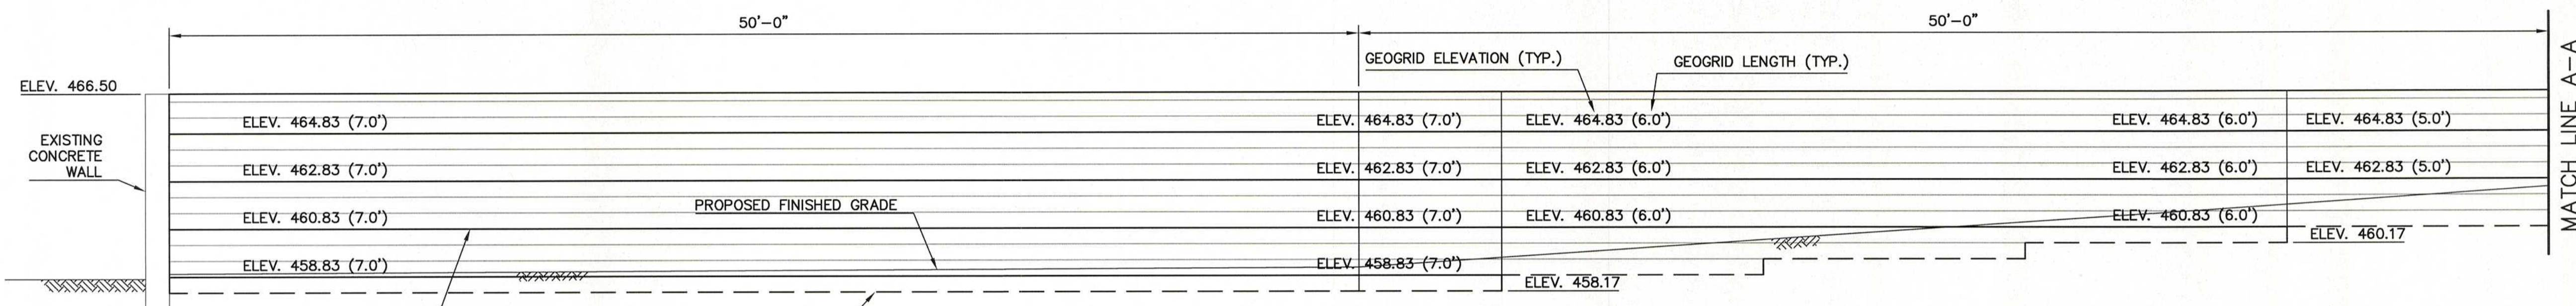 50'-0"
50'-0"
GEOGRID ELEVATION (TYP.)
GEOGRID LENGTH (TYP.)
ELEV. 466.50
MATCH LINE A-A
ELEV. 464.83 (7.0')
ELEV. 464.83 (7.0')
ELEV. 464.83 (6.0')
ELEV. 464.83 (6.0')
ELEV. 464.83 (5.0')
EXISTING
CONCRETE
WALL
ELEV. 462.83 (7.0')
ELEV. 462.83 (7.0')
ELEV. 462.83 (6.0')
ELEV. 462.83 (6.0')
ELEV. 462.83 (5.0')
PROPOSED FINISHED GRADE
ELEV. 460.83 (7.0')
ELEV. 460.83 (7.0')
ELEV. 460.83 (6.0')
ELEV. 460.83 (6.0')
ELEV. 460.17
ELEV. 458.83 (7.0')
ELEV. 458.83 (7.0')
ELEV. 458.17